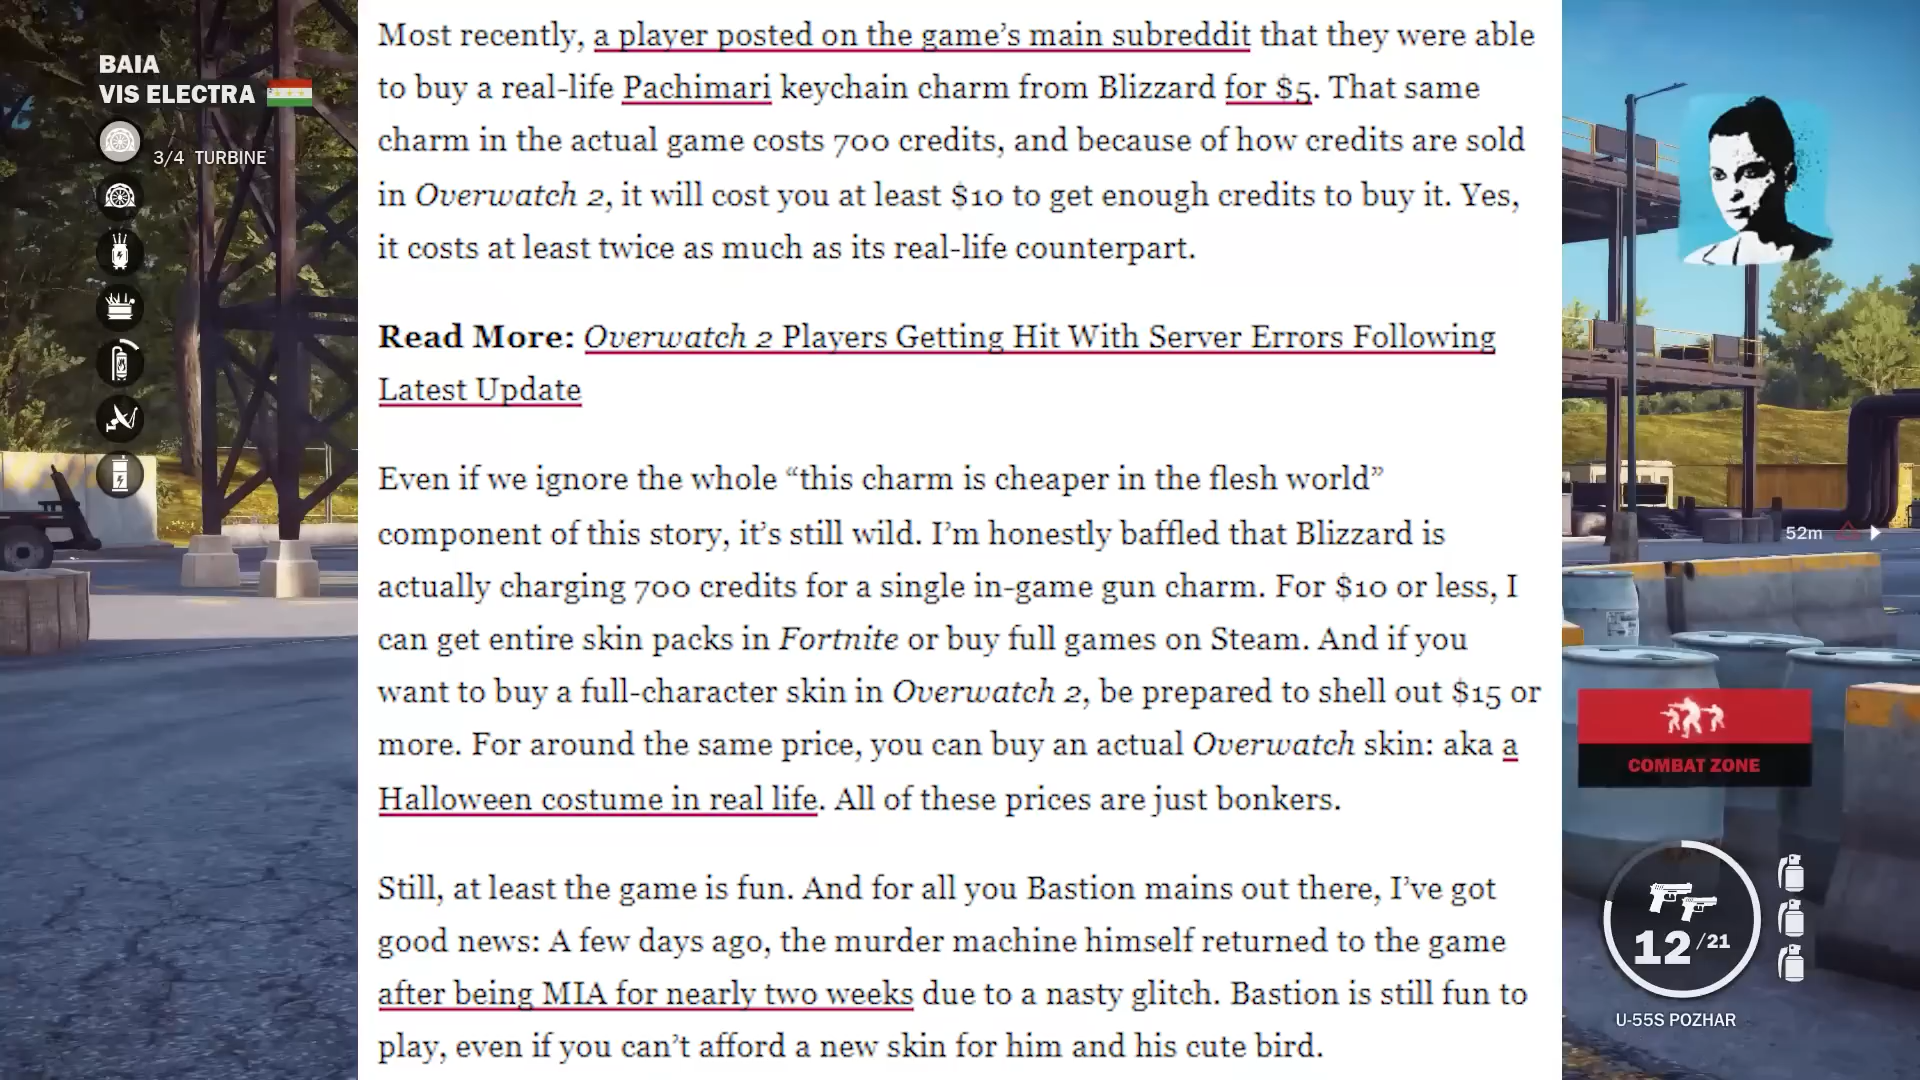 BAIA
VIS ELECTRA
3/4 TURBINE
Most recently, a player posted on the game’s main subreddit that they were able
to buy a real-life Pachimari keychain charm from Blizzard for $5. That same
charm in the actual game costs 700 credits, and because of how credits are sold
in Overwatch 2, it will cost you at least $10 to get enough credits to buy it. Yes,
it costs at least twice as much as its real-life counterpart.
Read More: Overwatch 2 Players Getting Hit With Server Errors Following
Latest Update
Even if we ignore the whole “this charm is cheaper in the flesh world”
component of this story, it’s still wild. I’m honestly baffled that Blizzard is
actually charging 700 credits for a single in-game gun charm. For $10 or less, I
can get entire skin packs in Fortnite or buy full games on Steam. And if you
want to buy a full-character skin in Overwatch 2, be prepared to shell out $15 or
more. For around the same price, you can buy an actual Overwatch skin: aka a
Halloween costume in real life. All of these prices are just bonkers.
Still, at least the game is fun. And for all you Bastion mains out there, I’ve got
good news: A few days ago, the murder machine himself returned to the game
after being MIA for nearly two weeks due to a nasty glitch. Bastion is still fun to
play, even if you can’t afford a new skin for him and his cute bird.
52m
COMBAT ZONE
12/21
U-55S POZHAR